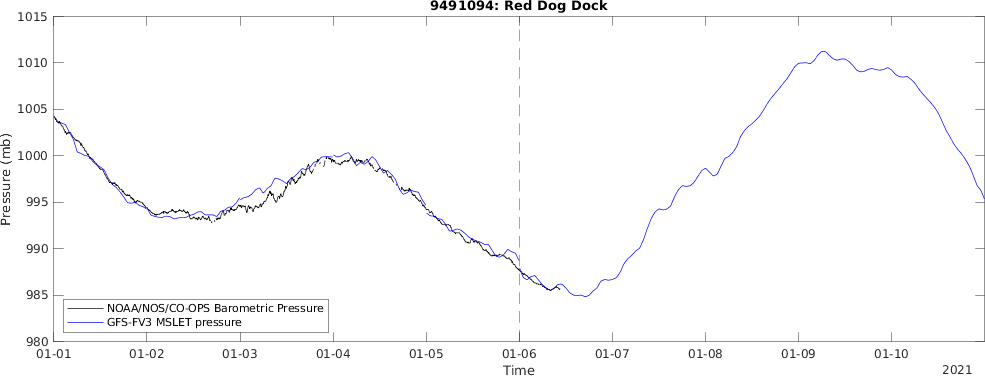 9491094: Red Dog Dock
1015
1010
1005
1000
995
990
985
980
Pressure (mb)
NOAA/NOS/CO-OPS Barometric Pressure
GFS-FV3 MSLET pressure
01-01 01-02 01-03 01-04 01-05 01-06 01-07 01-08 01-09 01-10
Time
2021